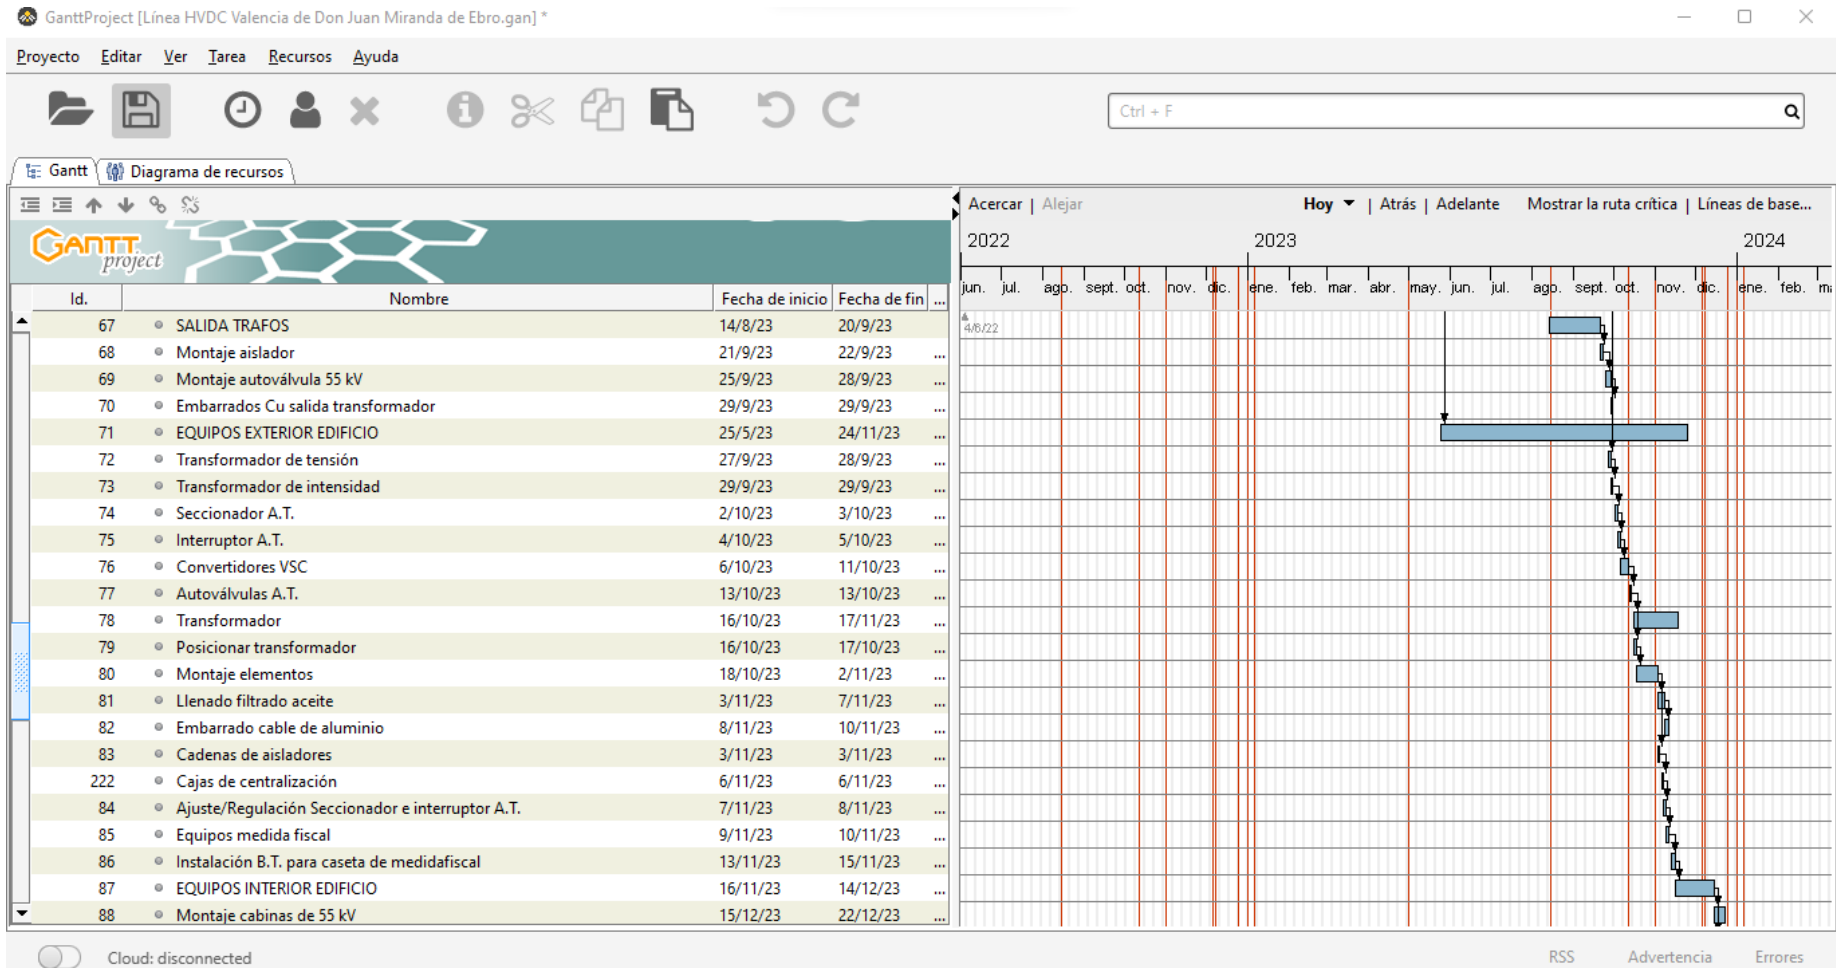 GanttProject [Línea HVDC Valencia de Don Juan Miranda de Ebro.gan] *
Proyecto Editar Ver Tarea Recursos Ayuda
Ctrl + F
Gantt Diagrama de recursos
Acercar | Alejar Hoy | Atrás | Adelante Mostrar la ruta crítica | Líneas de base...
GANTT project
2022 2023 2024
jun. jul. ago. sept. oct. nov. dic. ene. feb. mar. abr. may. jun. jul. ago. sept. oct. nov. dic. ene. feb.
Id. Nombre Fecha de inicio Fecha de fin ...
4/6/22
67 SALIDA TRAFOS 14/8/23 20/9/23
68 Montaje aislador 21/9/23 22/9/23 ...
69 Montaje autoválvula 55 kV 25/9/23 28/9/23 ...
70 Embarrados Cu salida transformador 29/9/23 29/9/23 ...
71 EQUIPOS EXTERIOR EDIFICIO 25/5/23 24/11/23 ...
72 Transformador de tensión 27/9/23 28/9/23 ...
73 Transformador de intensidad 29/9/23 29/9/23 ...
74 Seccionador A.T. 2/10/23 3/10/23 ...
75 Interruptor A.T. 4/10/23 5/10/23 ...
76 Convertidores VSC 6/10/23 11/10/23 ...
77 Autoválvulas A.T. 13/10/23 13/10/23 ...
78 Transformador 16/10/23 17/11/23 ...
79 Posicionar transformador 16/10/23 17/10/23 ...
80 Montaje elementos 18/10/23 2/11/23 ...
81 Llenado filtrado aceite 3/11/23 7/11/23 ...
82 Embarrado cable de aluminio 8/11/23 10/11/23 ...
83 Cadenas de aisladores 3/11/23 3/11/23 ...
222 Cajas de centralización 6/11/23 6/11/23 ...
84 Ajuste/Regulación Seccionador e interruptor A.T. 7/11/23 8/11/23 ...
85 Equipos medida fiscal 9/11/23 10/11/23 ...
86 Instalación B.T. para caseta de medidafiscal 13/11/23 15/11/23 ...
87 EQUIPOS INTERIOR EDIFICIO 16/11/23 14/12/23 ...
88 Montaje cabinas de 55 kV 15/12/23 22/12/23 ...
Cloud: disconnected RSS Advertencia Errores